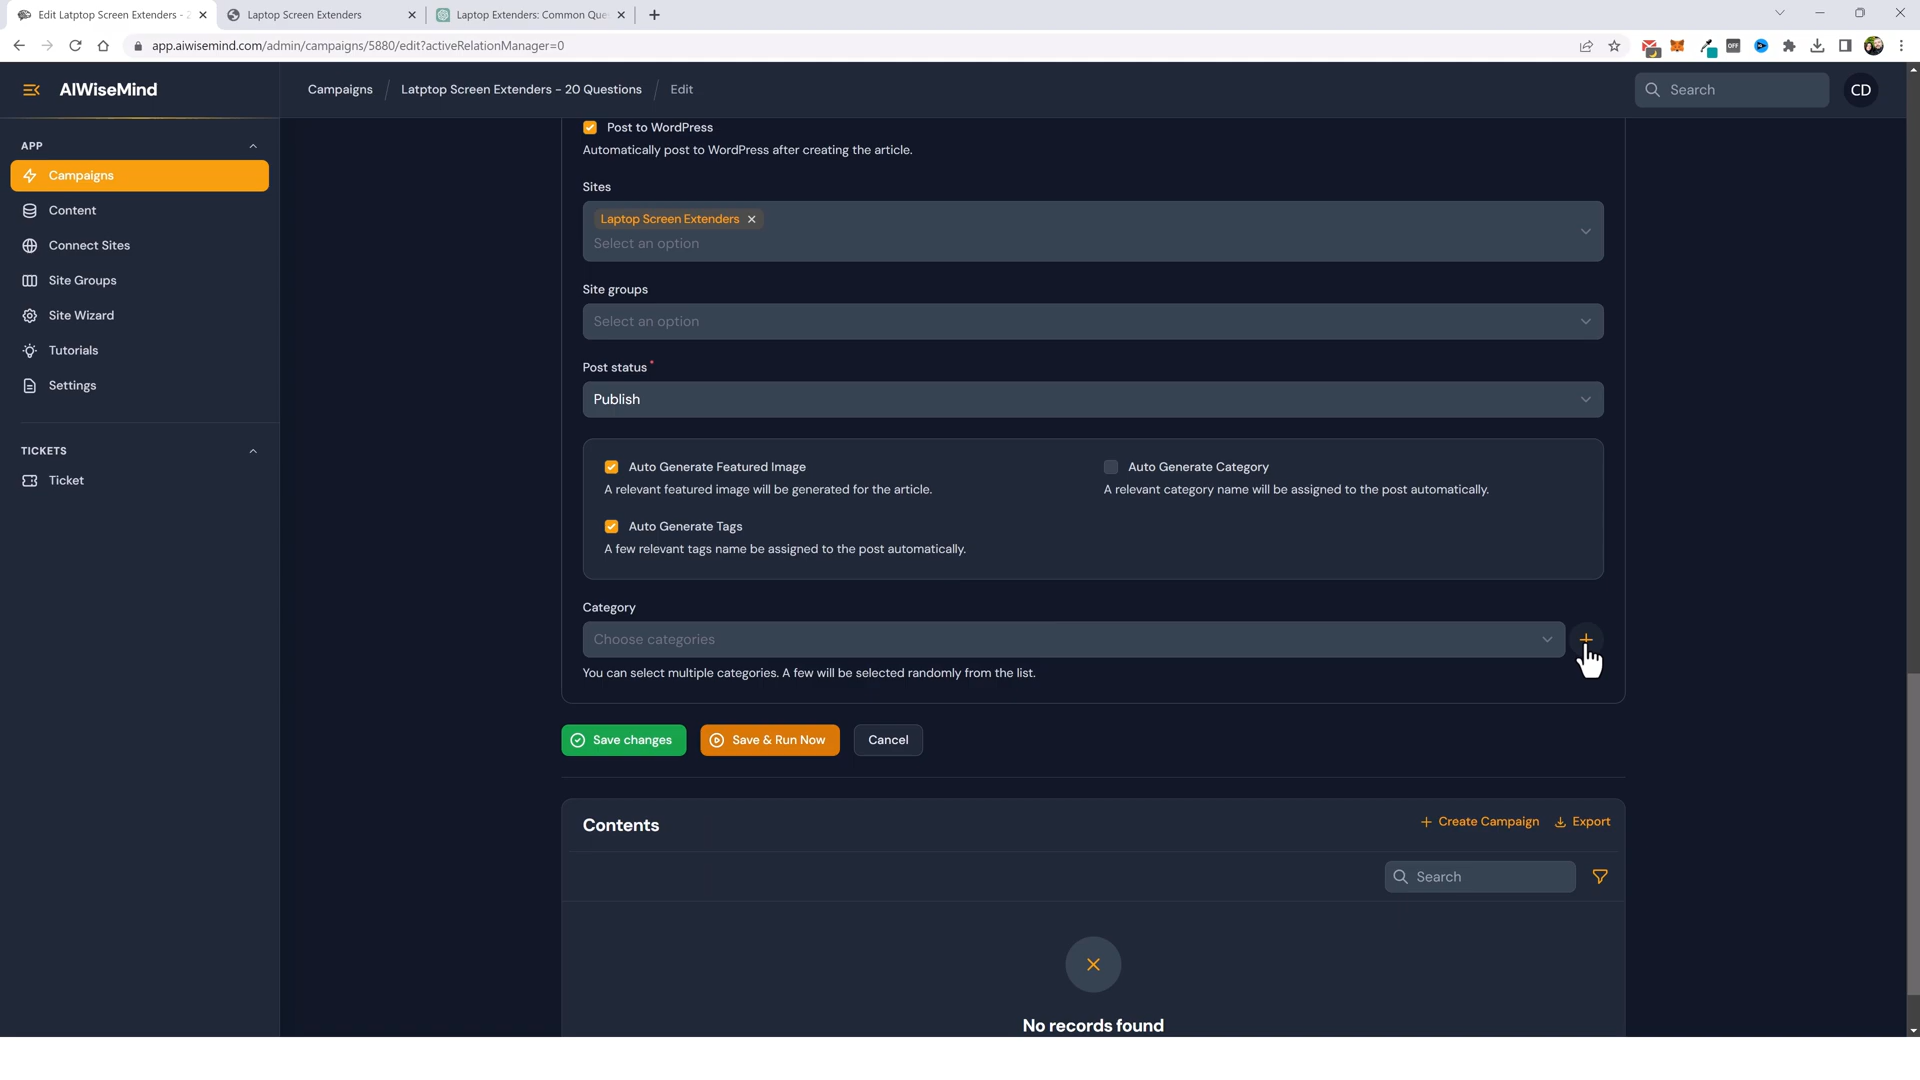 Edit Latptop Screen Extenders - 2
Laptop Screen Extenders
Laptop Extenders: Common Que
app.aiwisemind.com/admin/campaigns/5880/edit?activeRelationManager=0
OFF
AIWiseMind
Campaigns
Latptop Screen Extenders - 20 Questions
Edit
Search
CD
APP
Campaigns
Content
Connect Sites
Site Groups
Site Wizard
Tutorials
Settings
TICKETS
Ticket
Post to WordPress
Automatically post to WordPress after creating the article.
Sites
Laptop Screen Extenders
Select an option
Site groups
Select an option
Post status*
Publish
Auto Generate Featured Image
A relevant featured image will be generated for the article.
Auto Generate Category
A relevant category name will be assigned to the post automatically.
Auto Generate Tags
A few relevant tags name be assigned to the post automatically.
Category
Choose categories
You can select multiple categories. A few will be selected randomly from the list.
Save changes
Save & Run Now
Cancel
Contents
Create Campaign
Export
Search
No records found